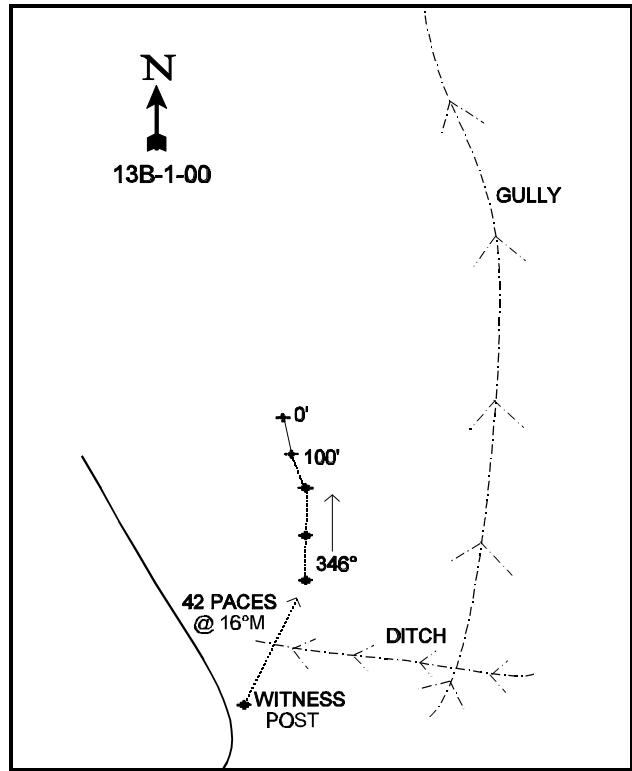 N
13B-1-00
GULLY
0'
100'
346°
42 PACES
@ 16°M
DITCH
WITNESS
POST